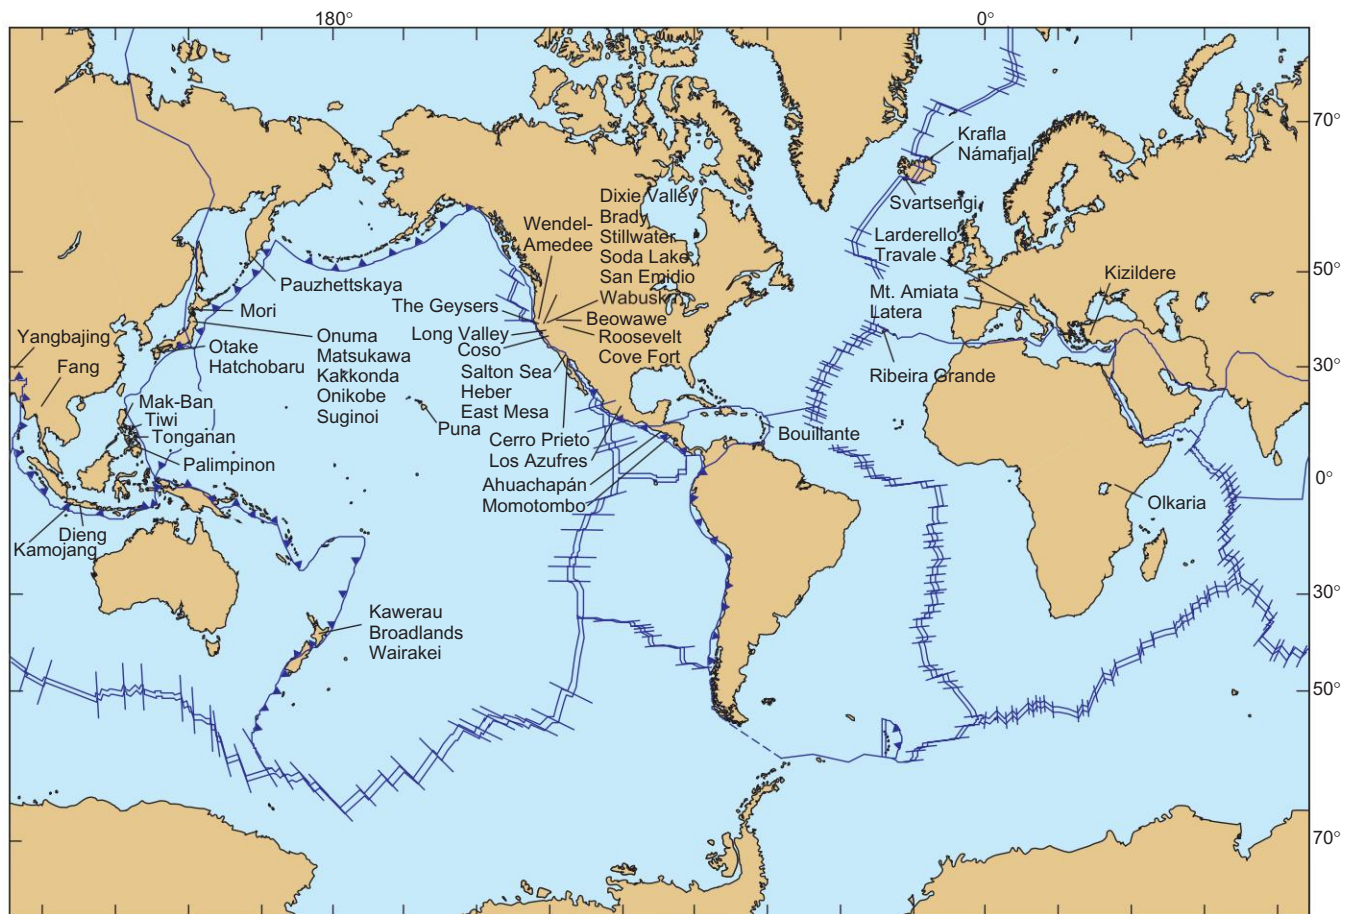 180°
0°
70°
50°
30°
0°
30°
50°
70°
Krafla
Námafjall
Svartsengi
Larderello
Travale
Mt. Amiata
Latera
Kizildere
Ribeira Grande
Olkaria
Bouillante
Dixie Valley
Brady
Stillwater
Soda Lake
San Emidio
Wendel-
Amedee
Wabuska
Beowawe
Roosevelt
Cove Fort
The Geysers
Long Valley
Coso
Salton Sea
Heber
East Mesa
Cerro Prieto
Los Azufres
Ahuachapán
Momotombo
Puna
Pauzhettskaya
Mori
Onuma
Matsukawa
Kakkonda
Onikobe
Suginoi
Otake
Hatchobaru
Yangbajing
Fang
Mak-Ban
Tiwi
Tonganan
Palimpinon
Dieng
Kamojang
Kawerau
Broadlands
Wairakei